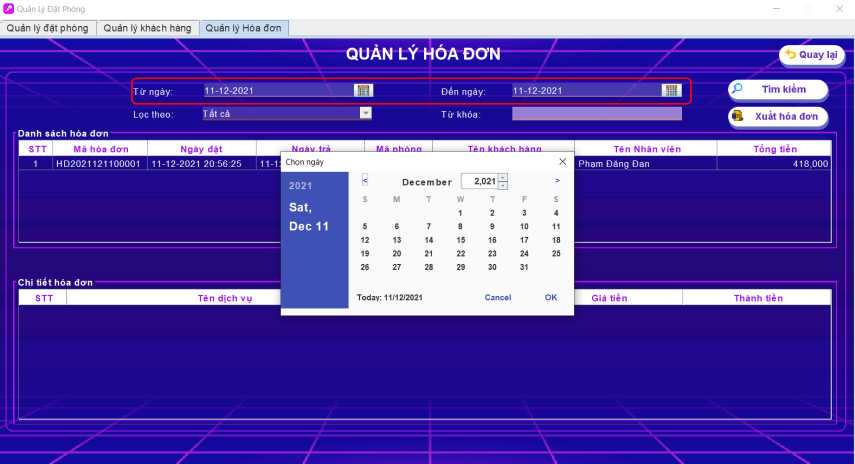 Quản Lý Đặt Phòng
Quản lý đặt phòng Quản lý khách hàng Quản lý Hóa đơn
QUẢN LÝ HÓA ĐƠN
Quay lại
Từ ngày: 11-12-2021 Đến ngày: 11-12-2021 Tìm kiếm
Lọc theo: Tất cả Từ khóa: Xuất hóa đơn
Danh sách hóa đơn
STT Mã hóa đơn Ngày đặt Ngày trả Mã phòng Tên khách hàng Tên Nhân viên Tổng tiền
1 HD2021121100001 11-12-2021 20:56:25 Phạm Đăng Đan 418,000
Chọn ngày
2021
Sat,
Dec 11
< December 2,021 >
S M T W T F S
1 2 3 4
5 6 7 8 9 10 11
12 13 14 15 16 17 18
19 20 21 22 23 24 25
26 27 28 29 30 31
Today: 11/12/2021 Cancel OK
Chi tiết hóa đơn
STT Tên dịch vụ Giá tiền Thành tiền